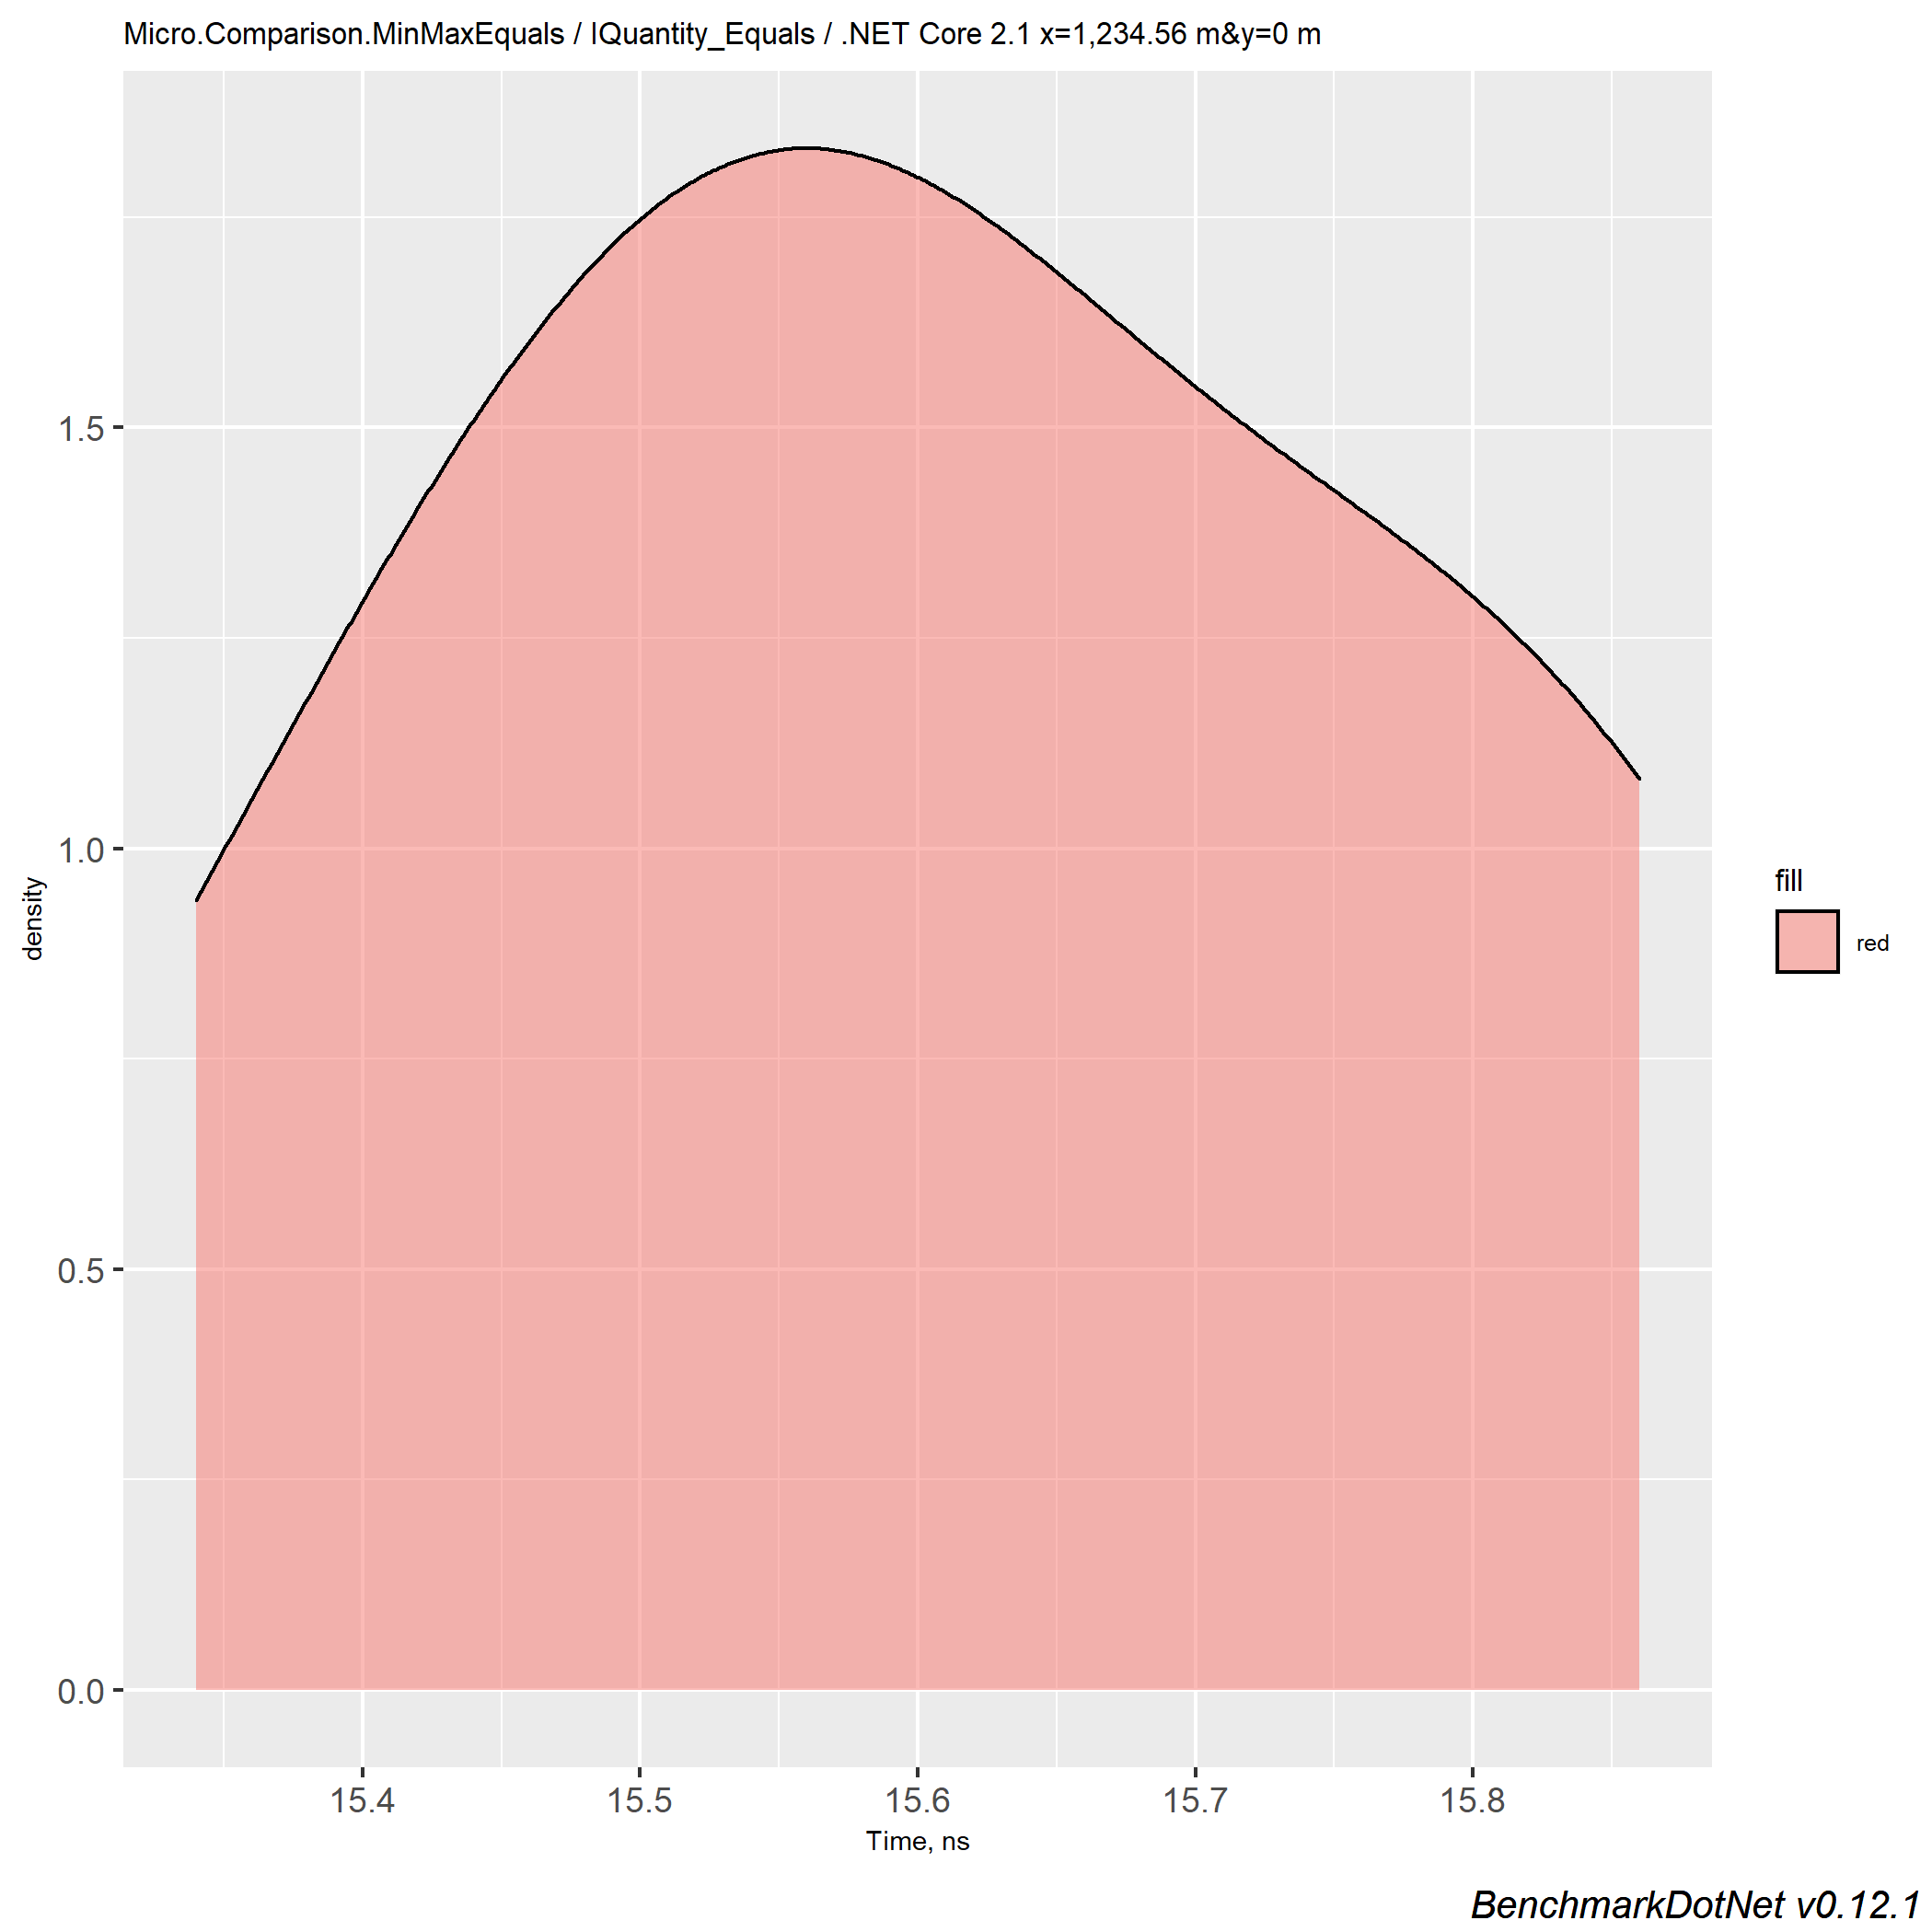 Micro.Comparison.MinMaxEquals / IQuantity_Equals / .NET Core 2.1 x=1,234.56 m&y=0 m
1.5
1.0
0.5
0.0
density
15.4 15.5 15.6 15.7 15.8
Time, ns
fill
red
BenchmarkDotNet v0.12.1